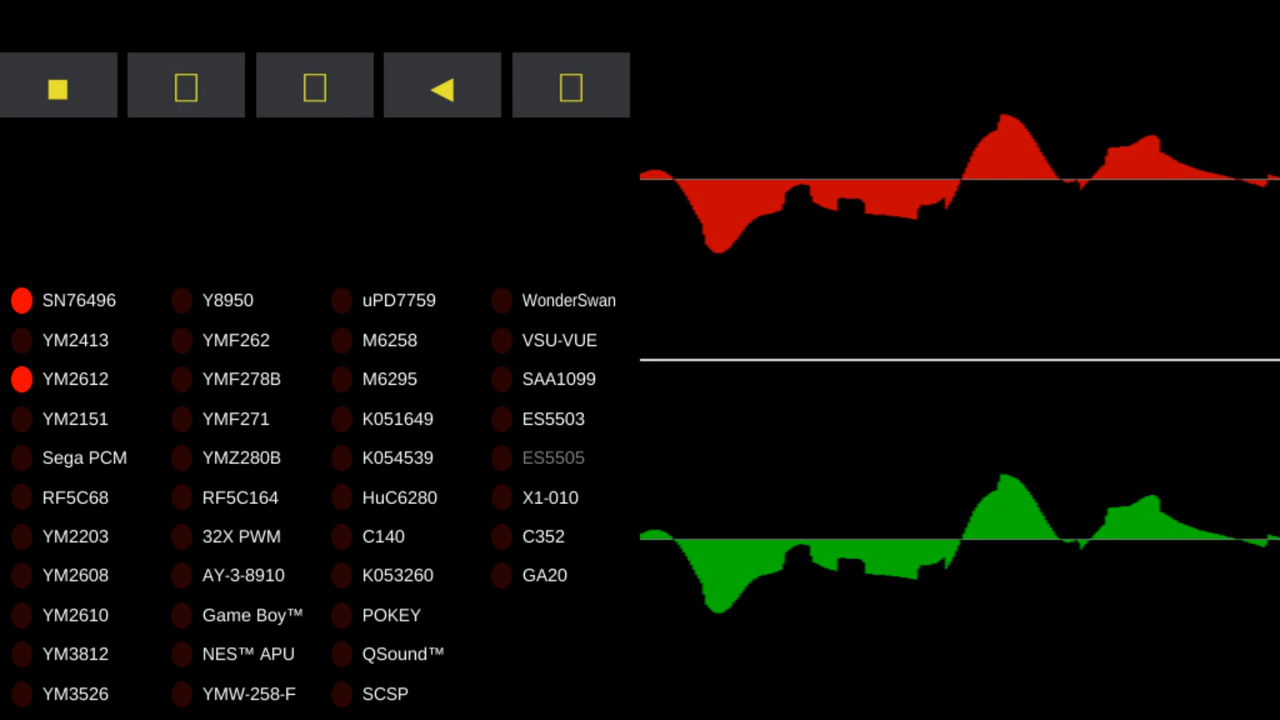 SN76496 Y8950 uPD7759 WonderSwan
YM2413 YMF262 M6258 VSU-VUE
YM2612 YMF278B M6295 SAA1099
YM2151 YMF271 K051649 ES5503
Sega PCM YMZ280B K054539 ES5505
RF5C68 RF5C164 HuC6280 X1-010
YM2203 32X PWM C140 C352
YM2608 AY-3-8910 K053260 GA20
YM2610 Game Boy™ POKEY
YM3812 NES™ APU QSound™
YM3526 YMW-258-F SCSP